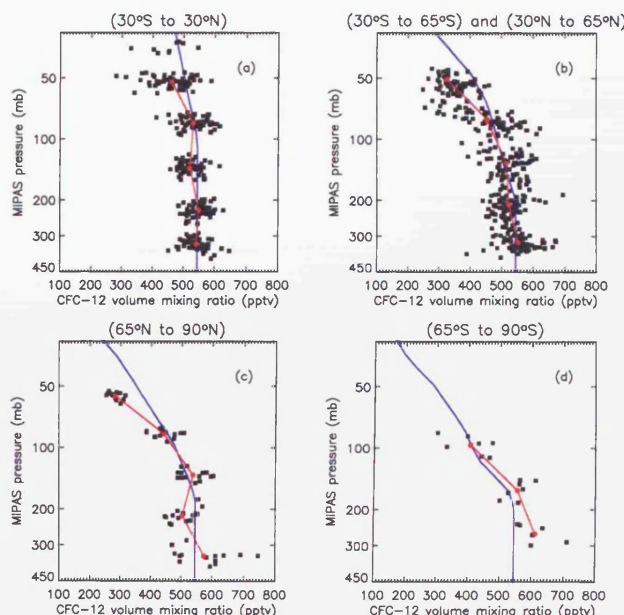 (30°S to 30°N)
(a)
50
100
200
300
450
MIPAS pressure (mb)
100 200 300 400 500 600 700 800
CFC-12 volume mixing ratio (pptv)
(30°S to 65°S) and (30°N to 65°N)
(b)
50
100
200
300
450
MIPAS pressure (mb)
100 200 300 400 500 600 700 800
CFC-12 volume mixing ratio (pptv)
(65°N to 90°N)
(c)
50
100
200
300
450
MIPAS pressure (mb)
100 200 300 400 500 600 700 800
CFC-12 volume mixing ratio (pptv)
(65°S to 90°S)
(d)
50
100
200
300
450
MIPAS pressure (mb)
100 200 300 400 500 600 700 800
CFC-12 volume mixing ratio (pptv)